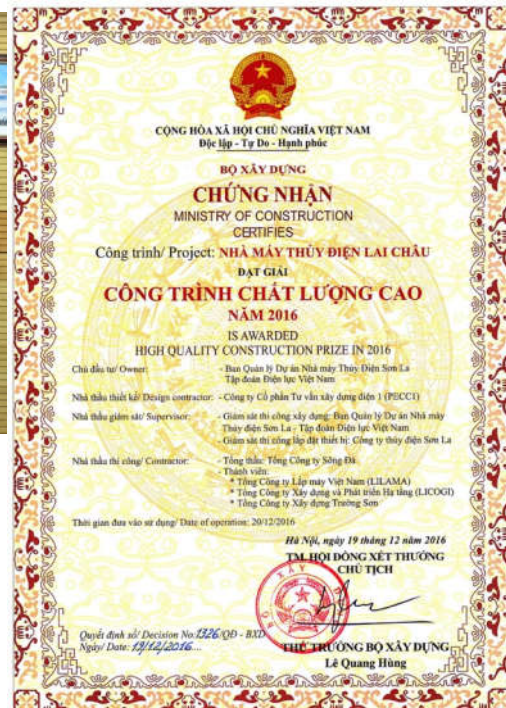 CỘNG HÒA XÃ HỘI CHỦ NGHĨA VIỆT NAM
Độc lập - Tự Do - Hạnh phúc
BỘ XÂY DỰNG
CHỨNG NHẬN
MINISTRY OF CONSTRUCTION
CERTIFIES
Công trình/ Project: NHÀ MÁY THỦY ĐIỆN LAI CHÂU
ĐẠT GIẢI
CÔNG TRÌNH CHẤT LƯỢNG CAO
NĂM 2016
IS AWARDED
HIGH QUALITY CONSTRUCTION PRIZE IN 2016
Chủ đầu tư/ Owner: - Ban Quản lý Dự án Nhà máy Thủy Điện Sơn La
Tập đoàn Điện lực Việt Nam
Nhà thầu thiết kế/ Design contractor: - Công ty Cổ phần Tư vấn xây dựng điện 1 (PECC1)
Nhà thầu giám sát/ Supervisor: - Giám sát thi công xây dựng: Ban Quản lý Dự án Nhà máy
Thủy điện Sơn La - Tập đoàn Điện lực Việt Nam
- Giám sát thi công lắp đặt thiết bị: Công ty thủy điện Sơn La
Nhà thầu thi công/ Contractor: - Tổng thầu: Tổng Công ty Sông Đà
- Thành viên:
* Tổng Công ty Lắp máy Việt Nam (LILAMA)
* Tổng Công ty Xây dựng và Phát triển Hạ tầng (LICOGI)
* Tổng Công ty Xây dựng Trường Sơn
Thời gian đưa vào sử dụng/ Date of operation: 20/12/2016
Hà Nội, ngày 19 tháng 12 năm 2016
TM. HỘI ĐỒNG XÉT THƯỞNG
CHỦ TỊCH
Quyết định số/ Decision No:1326/QĐ - BXD
Ngày/ Date: 19/12/2016...
THỨ TRƯỞNG BỘ XÂY DỰNG
Lê Quang Hùng